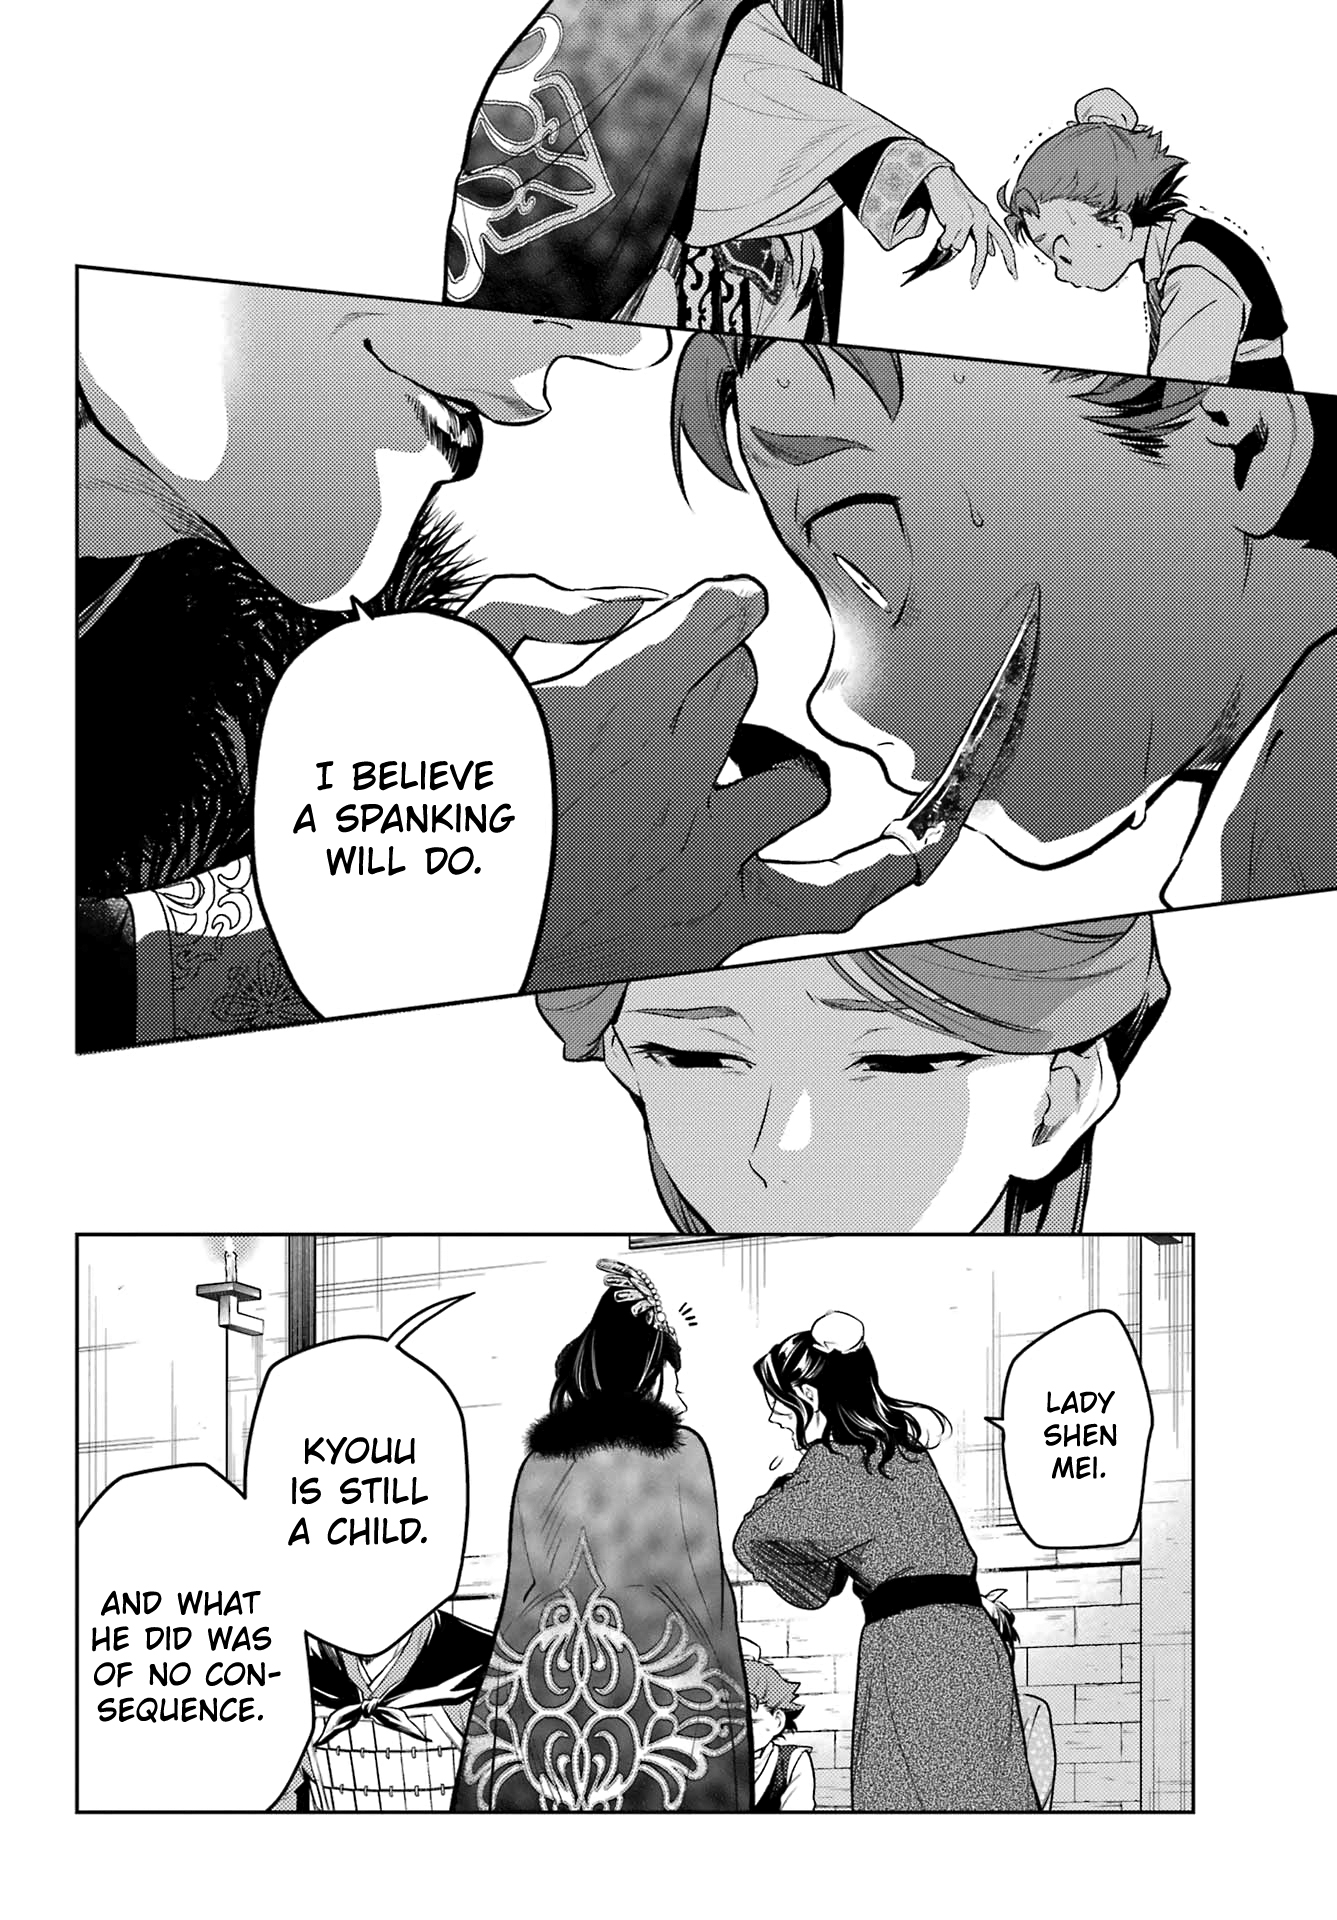 I BELIEVE
A SPANKING
WILL DO.
LADY
SHEN
MEI.
KYOUU
IS STILL
A CHILD.
AND WHAT
HE DID WAS
OF NO CON-
SEQUENCE.